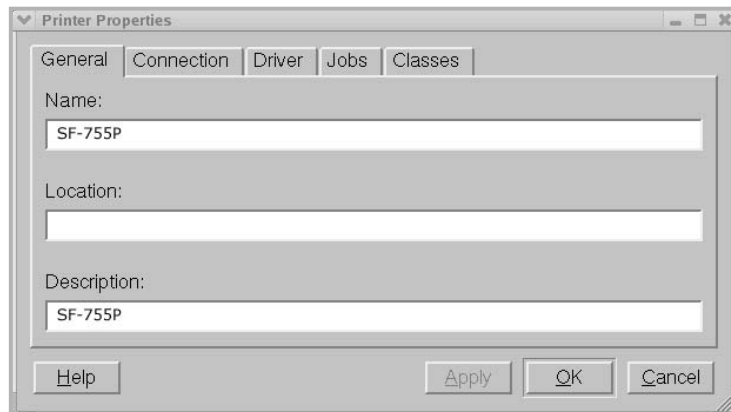 Printer Properties
General Connection Driver Jobs Classes
Name:
SF-755P
Location:
Description:
SF-755P
Help Apply OK Cancel